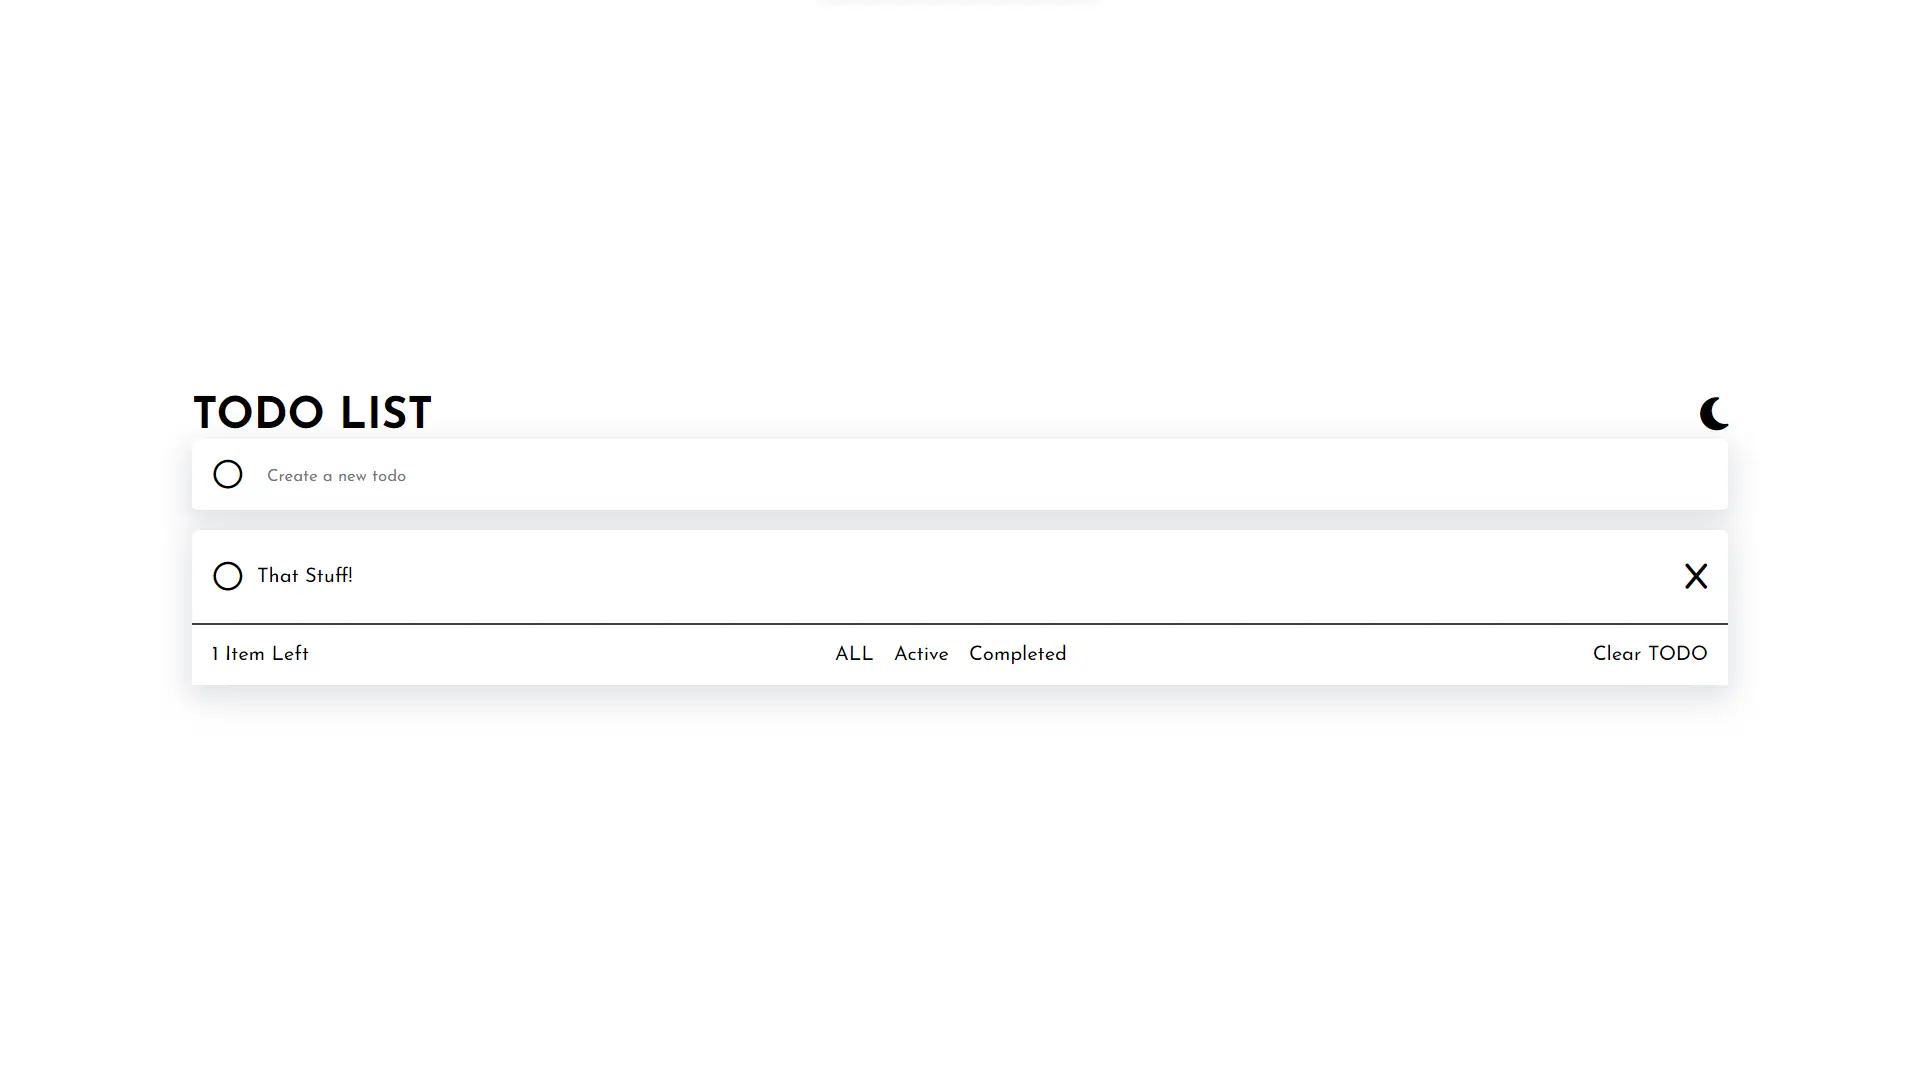 TODO LIST
Create a new todo
That Stuff!
1 Item Left
ALL Active Completed
Clear TODO